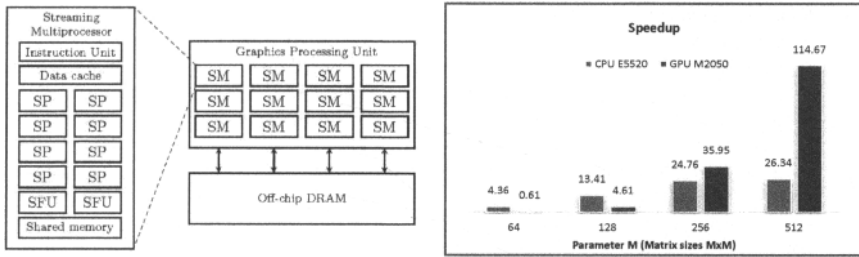 Streaming
Multiprocessor
Instruction Unit
Data cache
SP SP
SP SP
SP SP
SP SP
SFU SFU
Shared memory
Graphics Processing Unit
SM SM SM SM
SM SM SM SM
SM SM SM SM
Off-chip DRAM
Speedup
CPU E5520 GPU M2050
114.67
35.95
24.76 26.34
13.41
4.36 0.61 4.61
64 128 256 512
Parameter M (Matrix sizes MxM)